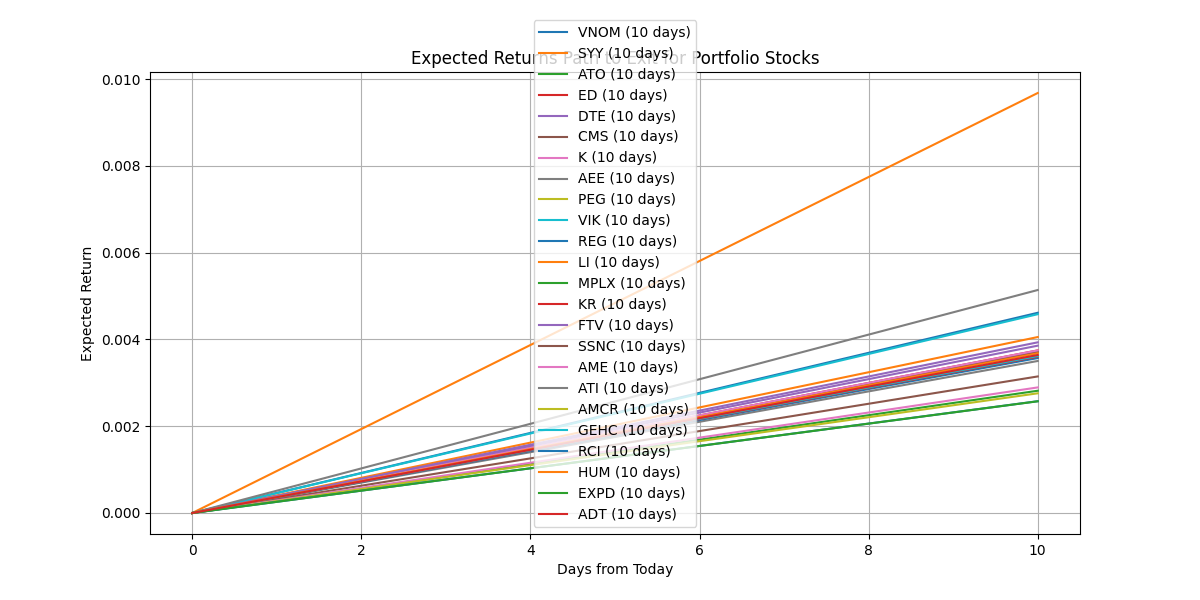 Expected Returns Path to Exit for Portfolio Stocks
VNOM (10 days)
SYY (10 days)
ATO (10 days)
ED (10 days)
DTE (10 days)
CMS (10 days)
K (10 days)
AEE (10 days)
PEG (10 days)
VIK (10 days)
REG (10 days)
LI (10 days)
MPLX (10 days)
KR (10 days)
FTV (10 days)
SSNC (10 days)
AME (10 days)
ATI (10 days)
AMCR (10 days)
GEHC (10 days)
RCI (10 days)
HUM (10 days)
EXPD (10 days)
ADT (10 days)
Expected Return
0.010
0.008
0.006
0.004
0.002
0.000
0 2 4 6 8 10
Days from Today